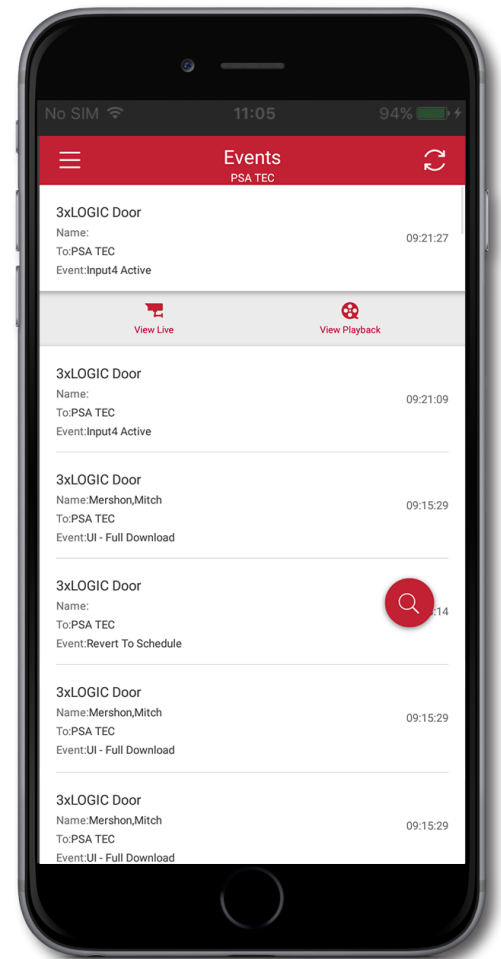 No SIM 11:05 94%
Events
PSA TEC
3xLOGIC Door
Name:
09:21:27
To:PSA TEC
Event:Input4 Active
View Live View Playback
3xLOGIC Door
Name:
09:21:09
To:PSA TEC
Event:Input4 Active
3xLOGIC Door
Name:Mershon,Mitch
09:15:29
To:PSA TEC
Event:UI - Full Download
3xLOGIC Door
Name:
:14
To:PSA TEC
Event:Revert To Schedule
3xLOGIC Door
Name:Mershon,Mitch
09:15:29
To:PSA TEC
Event:UI - Full Download
3xLOGIC Door
Name:Mershon,Mitch
09:15:29
To:PSA TEC
Event:UI - Full Download